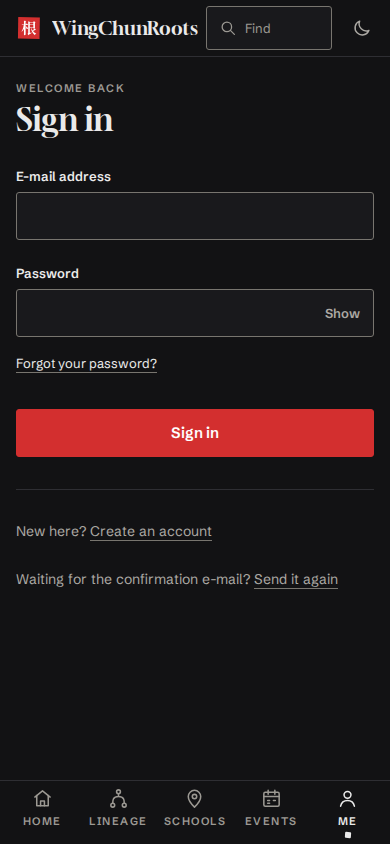 根 WingChunRoots Find
WELCOME BACK
Sign in
E-mail address
Password
Show
Forgot your password?
Sign in
New here? Create an account
Waiting for the confirmation e-mail? Send it again
HOME LINEAGE SCHOOLS EVENTS ME